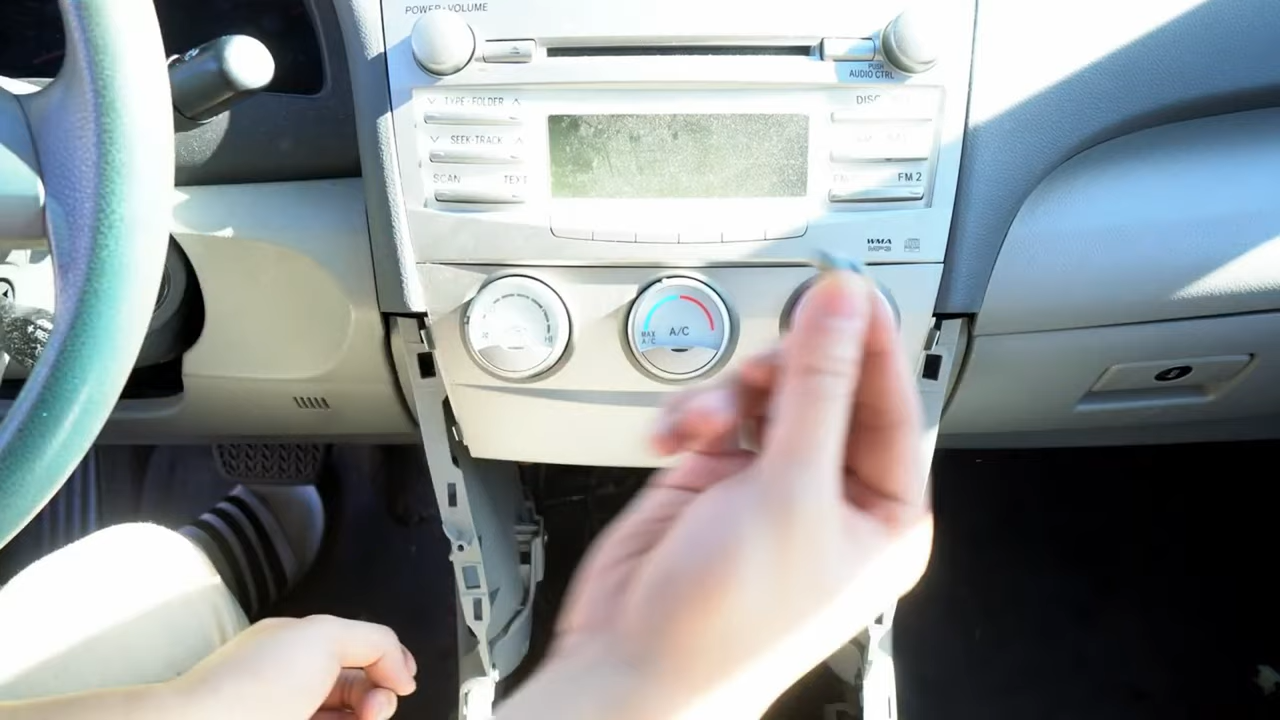 POWER•VOLUME
PUSH
AUDIO CTRL
∨ TYPE•FOLDER ∧
DISC
∨ SEEK•TRACK ∧
SCAN TEXT
FM 2
WMA
MP3
MAX
A/C
A/C